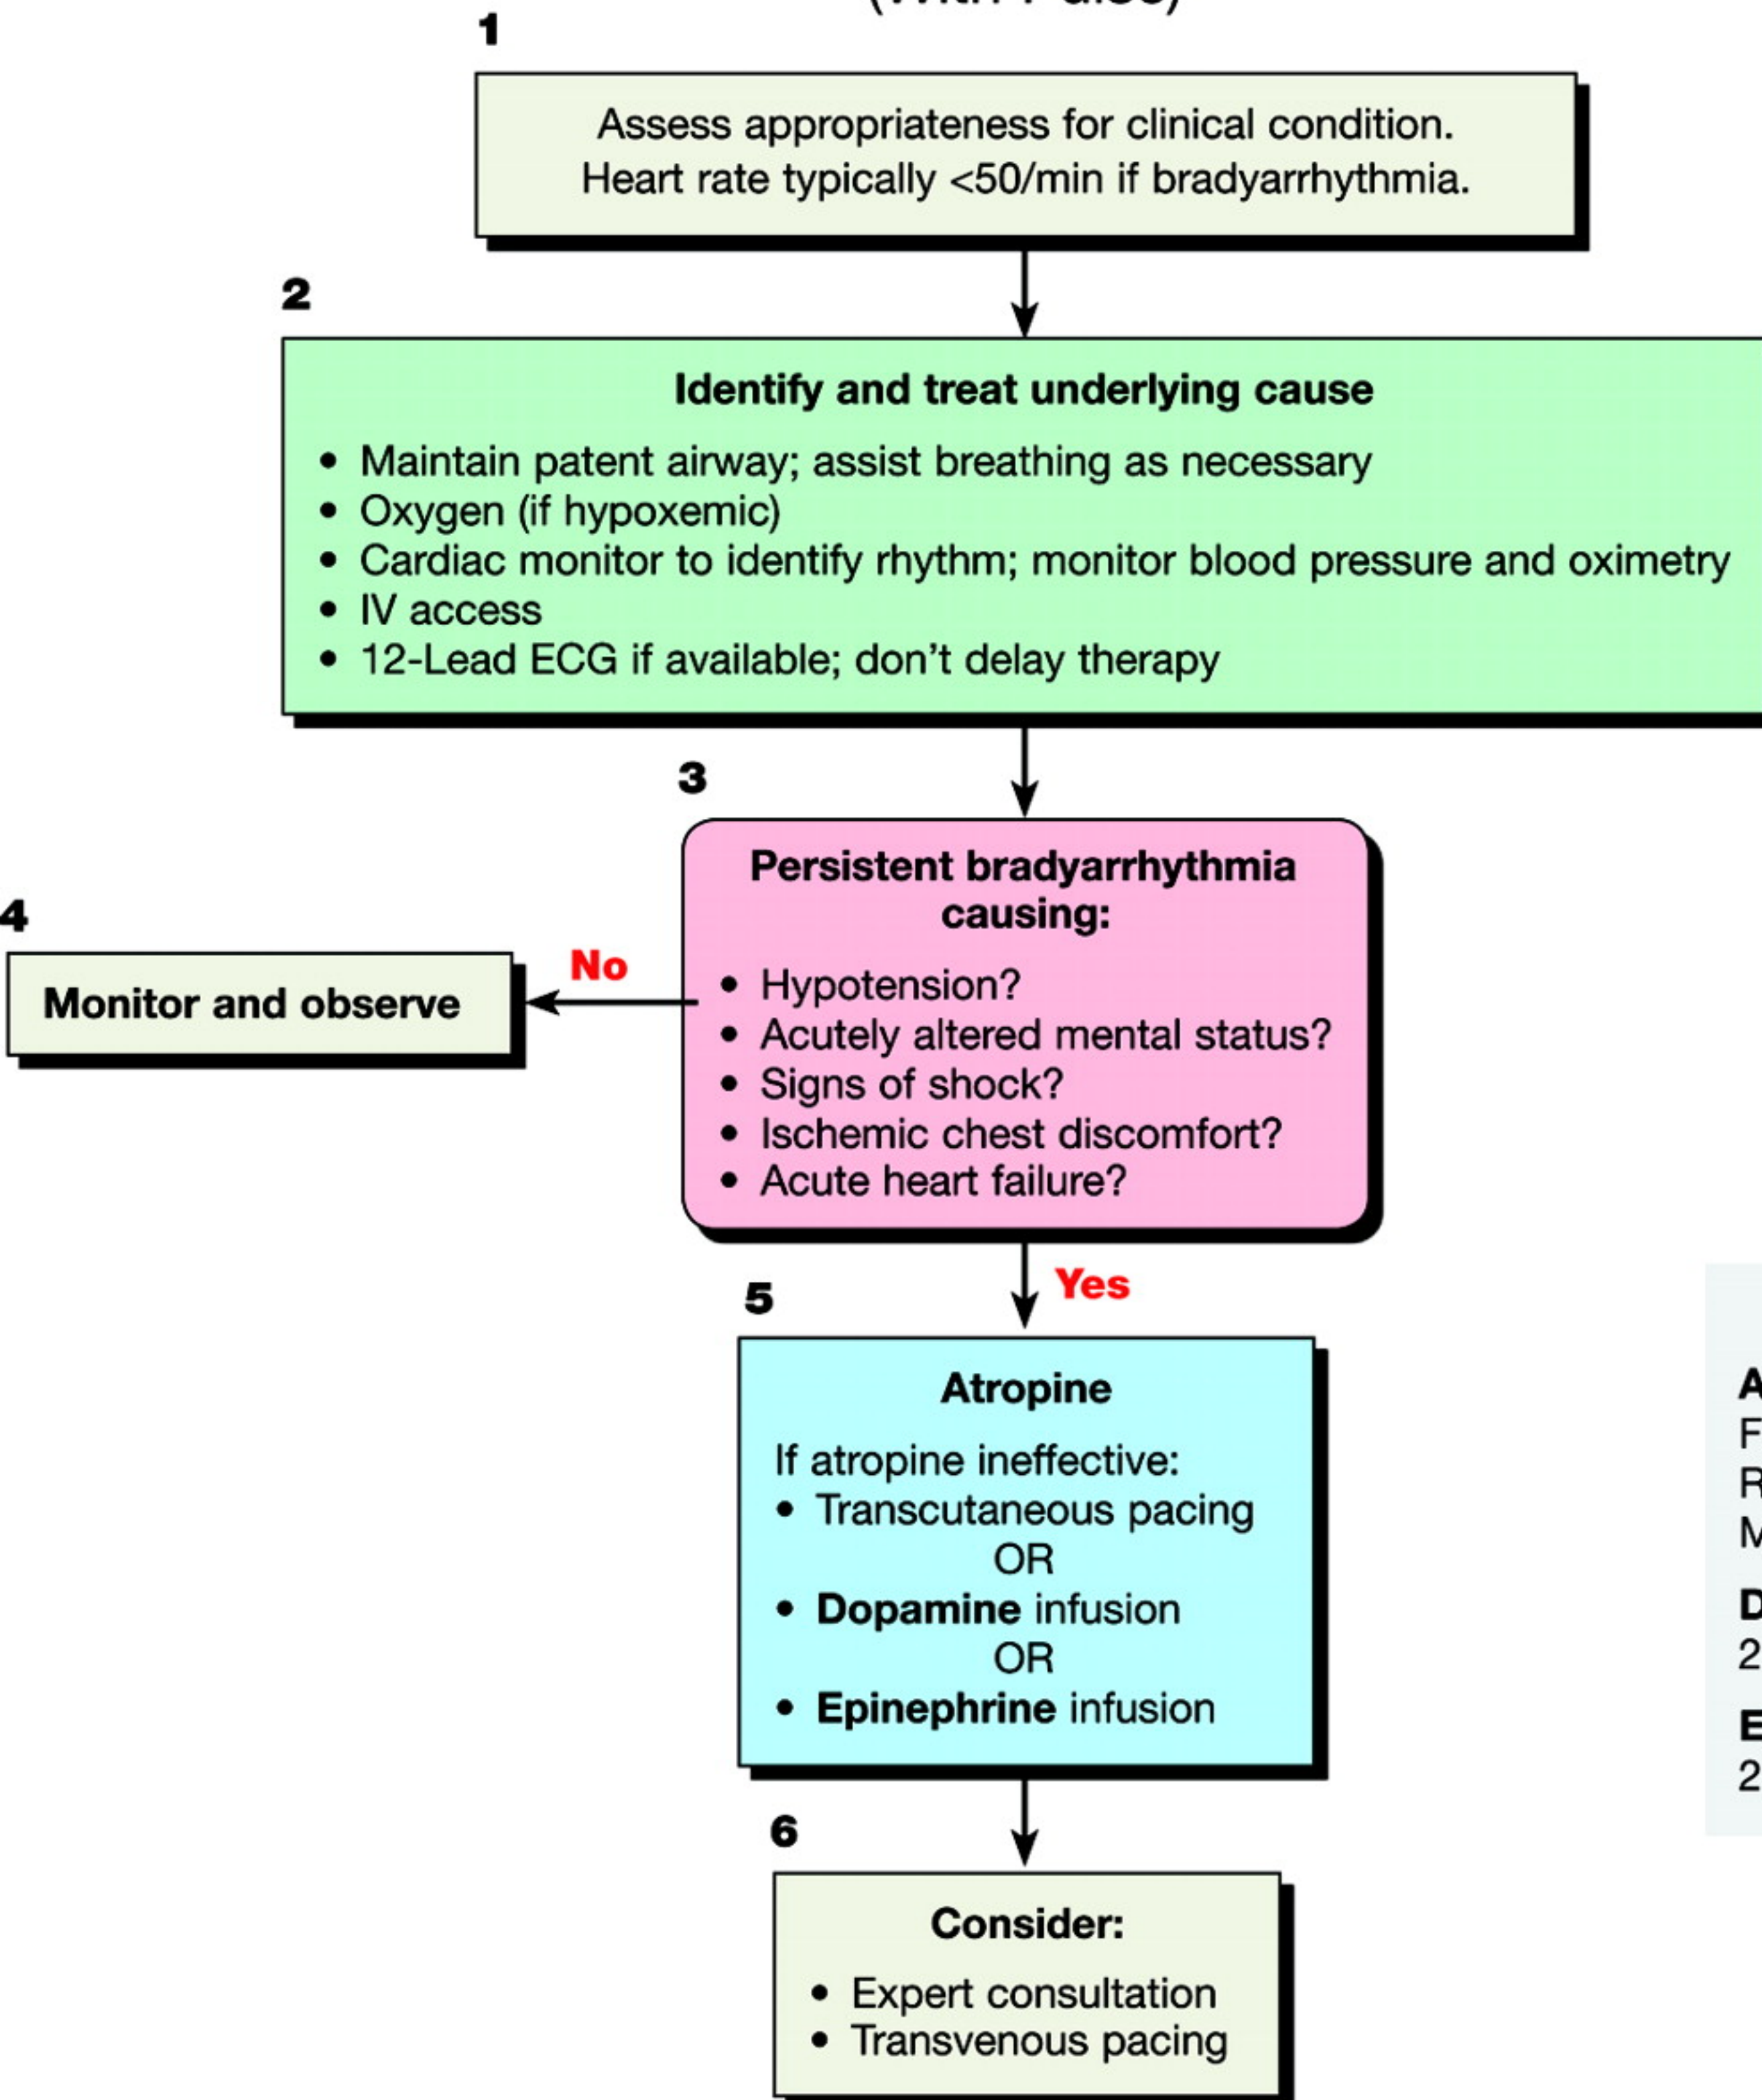 1
Assess appropriateness for clinical condition.
Heart rate typically <50/min if bradyarrhythmia.
2
Identify and treat underlying cause
• Maintain patent airway; assist breathing as necessary
• Oxygen (if hypoxemic)
• Cardiac monitor to identify rhythm; monitor blood pressure and oximetry
• IV access
• 12-Lead ECG if available; don't delay therapy
3
Persistent bradyarrhythmia
causing:
• Hypotension?
• Acutely altered mental status?
• Signs of shock?
• Ischemic chest discomfort?
• Acute heart failure?
4
No
Monitor and observe
Yes
5
Atropine
If atropine ineffective:
• Transcutaneous pacing
OR
• Dopamine infusion
OR
• Epinephrine infusion
6
Consider:
• Expert consultation
• Transvenous pacing
A
F
R
M
D
2
E
2